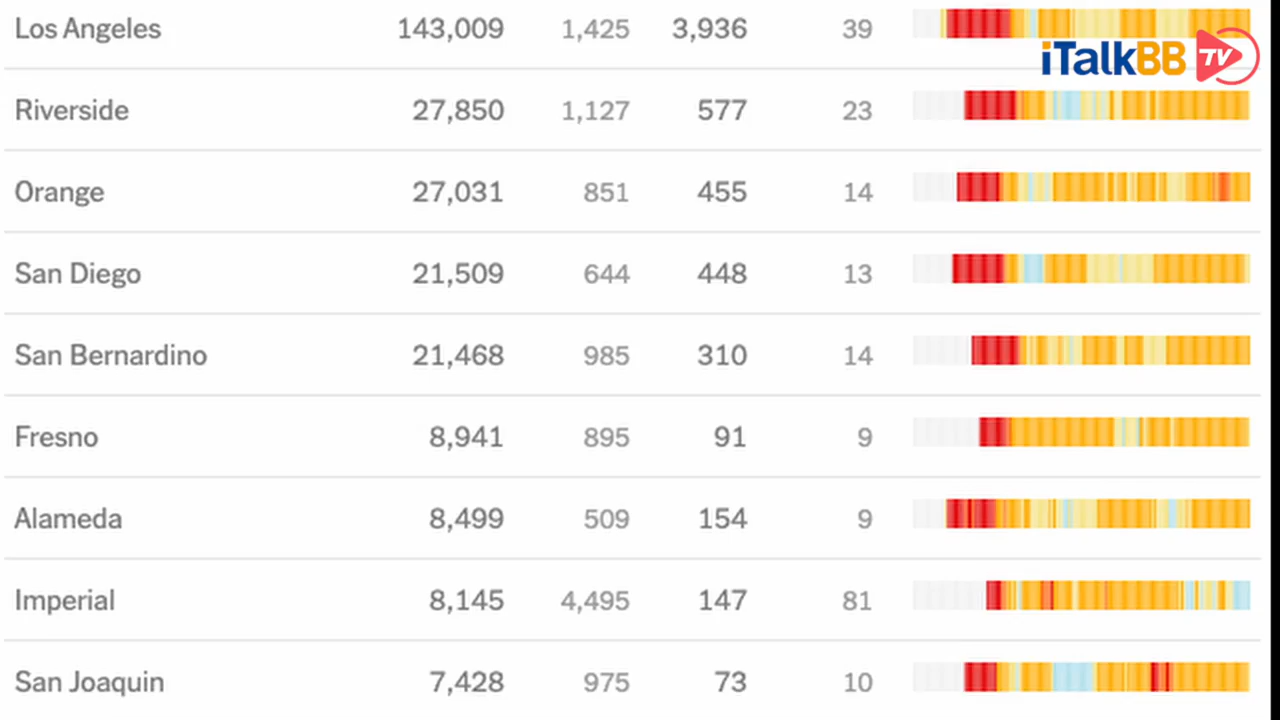 Los Angeles 143,009 1,425 3,936 39
iTalkBB TV
Riverside 27,850 1,127 577 23
Orange 27,031 851 455 14
San Diego 21,509 644 448 13
San Bernardino 21,468 985 310 14
Fresno 8,941 895 91 9
Alameda 8,499 509 154 9
Imperial 8,145 4,495 147 81
San Joaquin 7,428 975 73 10